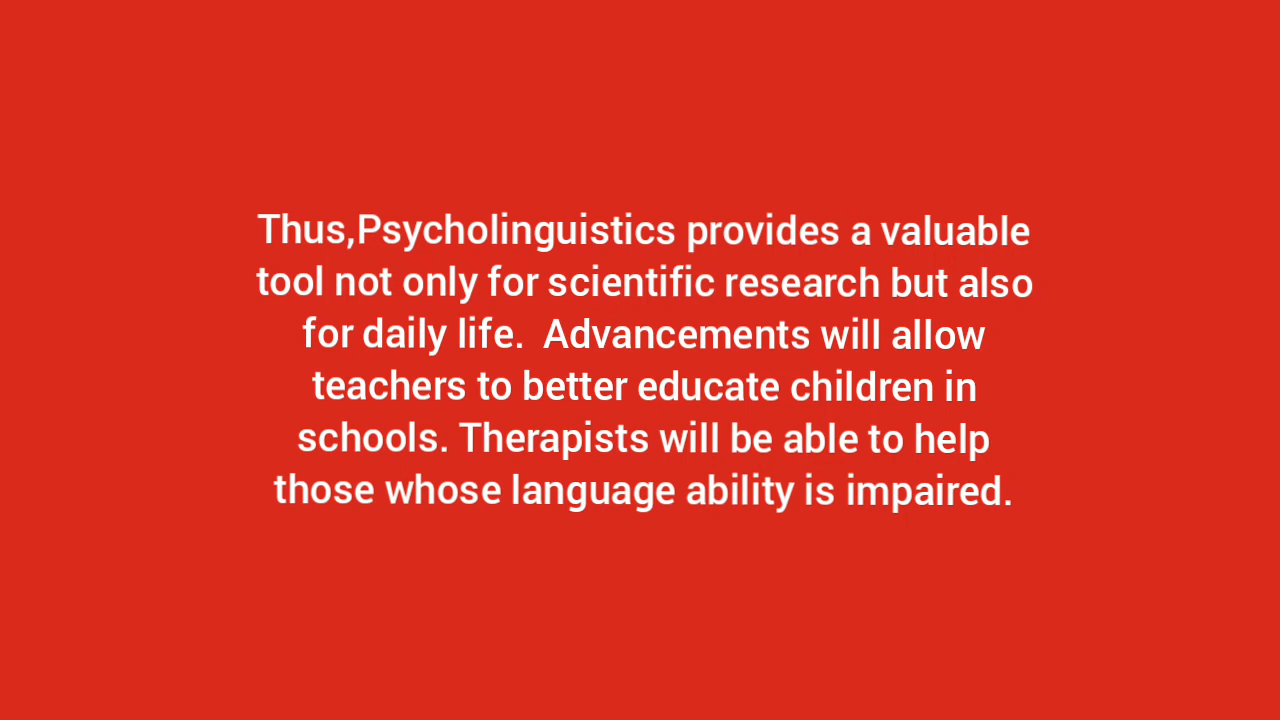 Thus,Psycholinguistics provides a valuable
tool not only for scientific research but also
for daily life.  Advancements will allow
teachers to better educate children in
schools. Therapists will be able to help
those whose language ability is impaired.